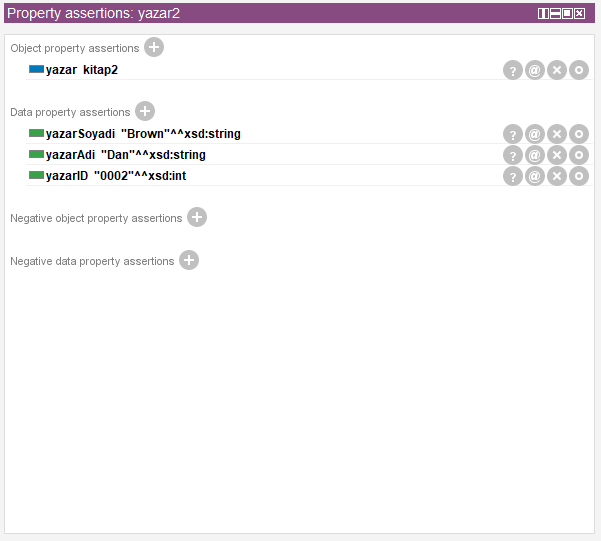 Property assertions: yazar2
Object property assertions
yazar kitap2
Data property assertions
yazarSoyadi "Brown"^^xsd:string
yazarAdi "Dan"^^xsd:string
yazarID "0002"^^xsd:int
Negative object property assertions
Negative data property assertions